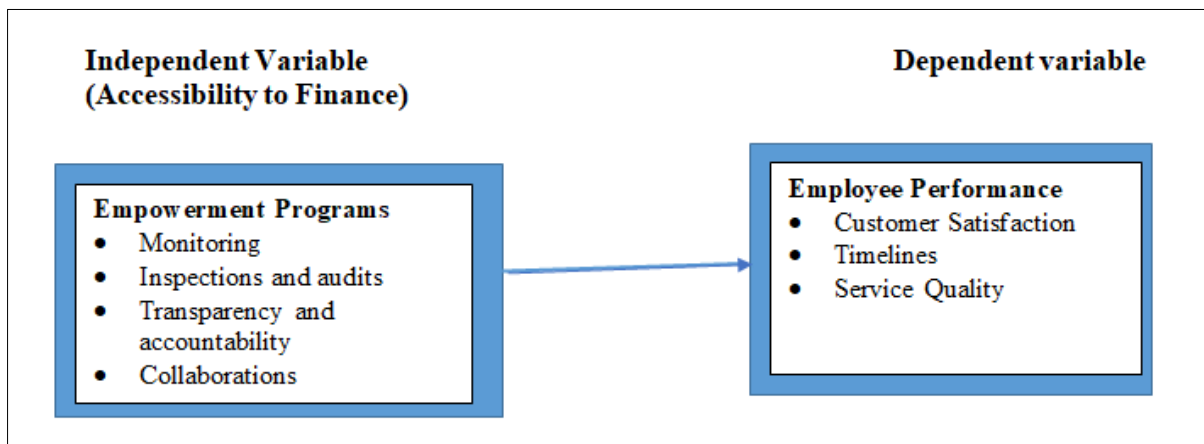 Independent Variable
(Accessibility to Finance)
Dependent variable
Empowerment Programs
• Monitoring
• Inspections and audits
• Transparency and
accountability
• Collaborations
Employee Performance
• Customer Satisfaction
• Timelines
• Service Quality